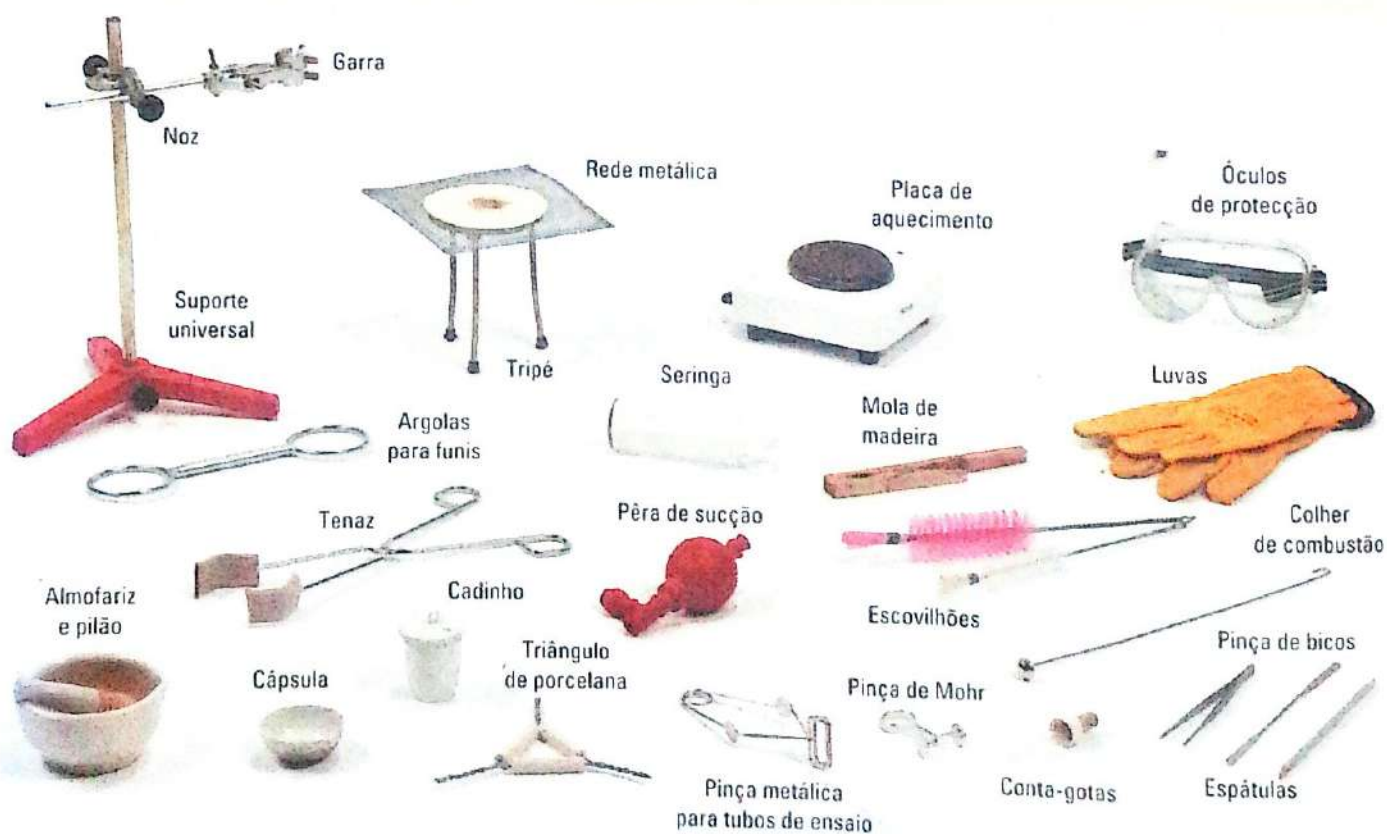 Garra
Noz
Rede metálica
Placa de
aquecimento
Óculos
de protecção
Suporte
universal
Tripé
Seringa
Luvas
Mola de
madeira
Argolas
para funis
Tenaz
Pêra de sucção
Colher
de combustão
Almofariz
e pilão
Cadinho
Escovilhões
Cápsula
Triângulo
de porcelana
Pinça de Mohr
Pinça de bicos
Pinça metálica
para tubos de ensaio
Conta-gotas
Espátulas